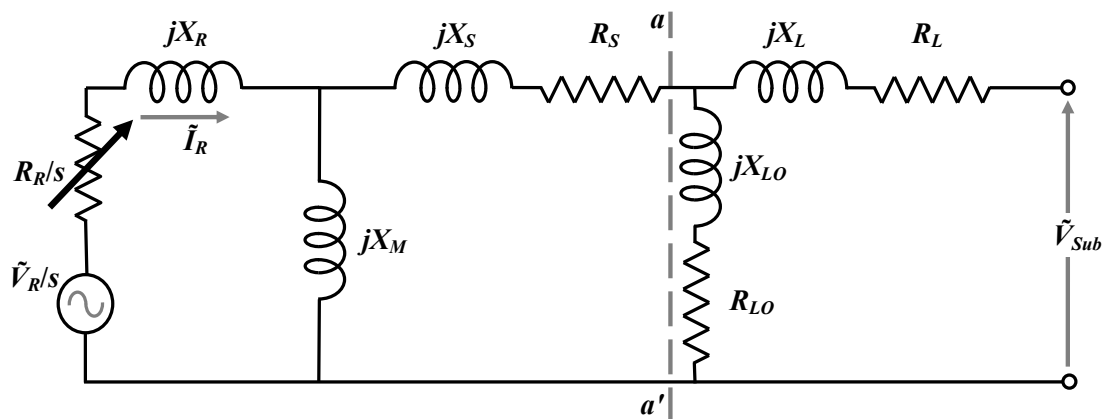 jX_R
jX_S
R_S
a
jX_L
R_L
Ĩ_R
R_R/s
jX_LO
jX_M
Ṽ_R/s
Ṽ_Sub
R_LO
a'